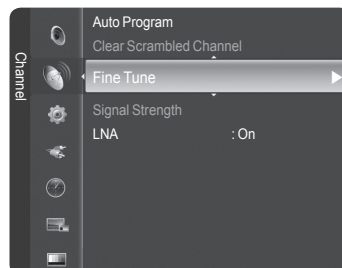 Channel
Auto Program
Clear Scrambled Channel
Fine Tune
Signal Strength
LNA : On